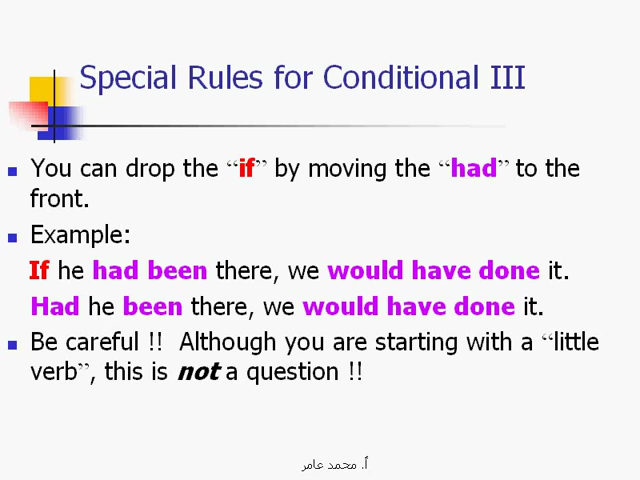 Special Rules for Conditional III
You can drop the “if” by moving the “had” to the
front.
Example:
If he had been there, we would have done it.
Had he been there, we would have done it.
Be careful !!  Although you are starting with a “little
verb”, this is not a question !!
أ. محمد عامر